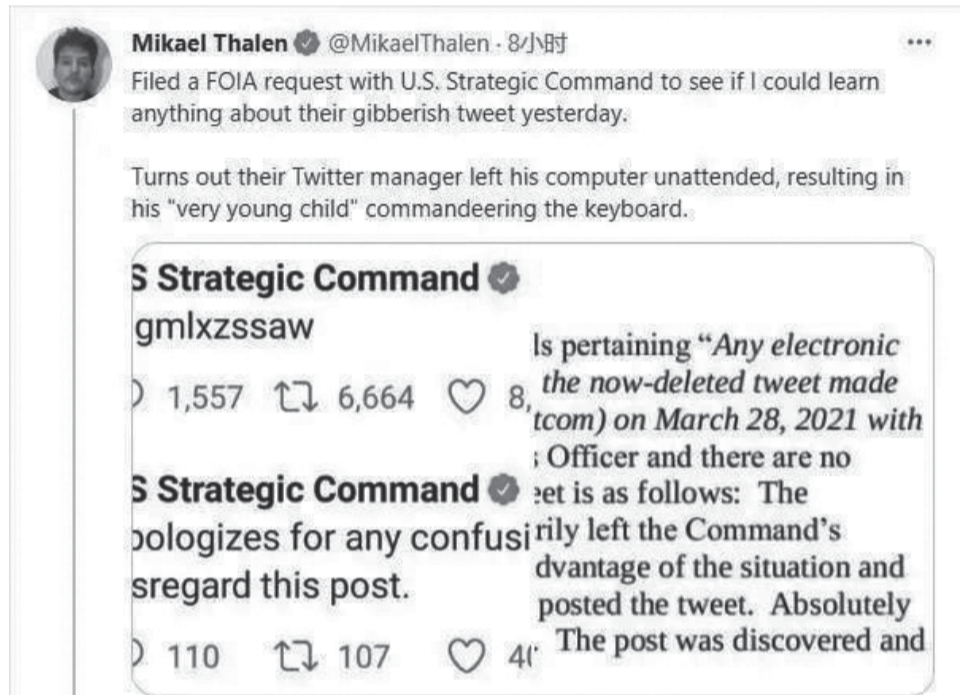 Mikael Thalen @MikaelThalen · 8小时
Filed a FOIA request with U.S. Strategic Command to see if I could learn
anything about their gibberish tweet yesterday.
Turns out their Twitter manager left his computer unattended, resulting in
his "very young child" commandeering the keyboard.
S Strategic Command
gmlxzssaw
1,557 6,664 8,
S Strategic Command
pologizes for any confusi
sregard this post.
110 107
ls pertaining “Any electronic
the now-deleted tweet made
tcom) on March 28, 2021 with
s Officer and there are no
eet is as follows: The
rily left the Command’s
dvantage of the situation and
posted the tweet. Absolutely
The post was discovered and